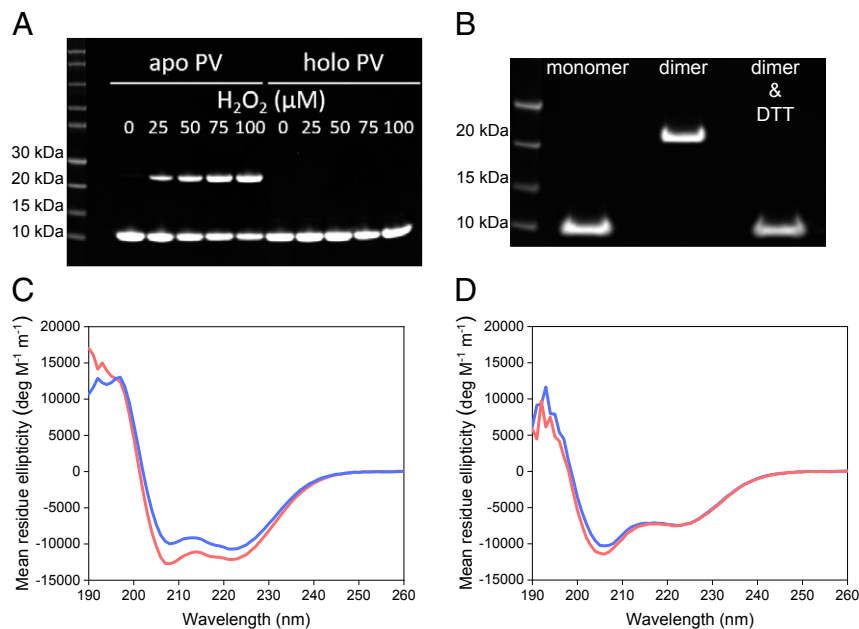 A
apo PV holo PV
H₂O₂ (µM)
0 25 50 75 100 0 25 50 75 100
30 kDa
20 kDa
15 kDa
10 kDa
B
monomer dimer dimer
&
DTT
20 kDa
15 kDa
10 kDa
C
Mean residue ellipticity (deg M⁻¹ m⁻¹)
20000
15000
10000
5000
0
-5000
-10000
-15000
190 200 210 220 230 240 250 260
Wavelength (nm)
D
Mean residue ellipticity (deg M⁻¹ m⁻¹)
20000
15000
10000
5000
0
-5000
-10000
-15000
190 200 210 220 230 240 250 260
Wavelength (nm)